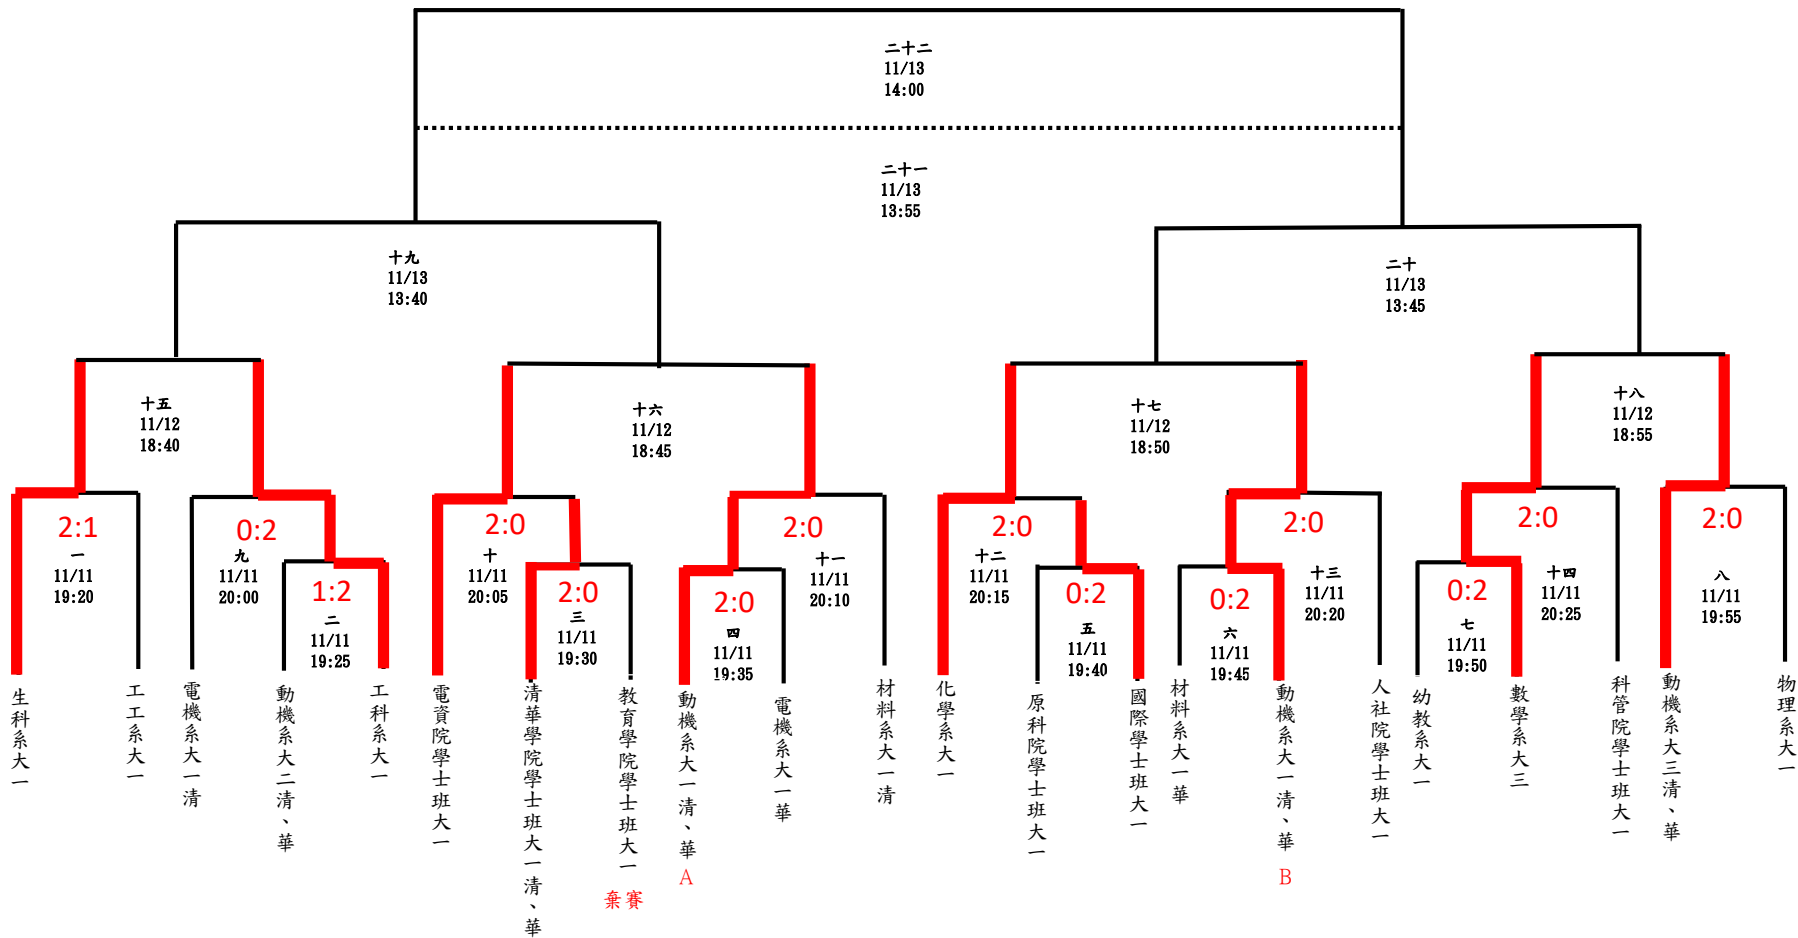 二十二
11/13
14:00
二十一
11/13
13:55
十九
11/13
13:40
二十
11/13
13:45
十五
11/12
18:40
十六
11/12
18:45
十七
11/12
18:50
十八
11/12
18:55
2:1
一
11/11
19:20
0:2
九
11/11
20:00
1:2
二
11/11
19:25
2:0
十
11/11
20:05
2:0
三
11/11
19:30
2:0
四
11/11
19:35
2:0
十一
11/11
20:10
2:0
十二
11/11
20:15
0:2
五
11/11
19:40
0:2
六
11/11
19:45
2:0
十三
11/11
20:20
0:2
七
11/11
19:50
2:0
十四
11/11
20:25
2:0
八
11/11
19:55
生科系大一
工工系大一
電機系大一清
動機系大二清、華
工科系大一
電資院學士班大一
清華學院學士班大一清、華
教育學院學士班大一
棄賽
動機系大一清、華
A
電機系大一華
材料系大一清
化學系大一
原科院學士班大一
國際學士班大一
材料系大一華
動機系大一清、華
B
人社院學士班大一
幼教系大一
數學系大三
科管院學士班大一
動機系大三清、華
物理系大一